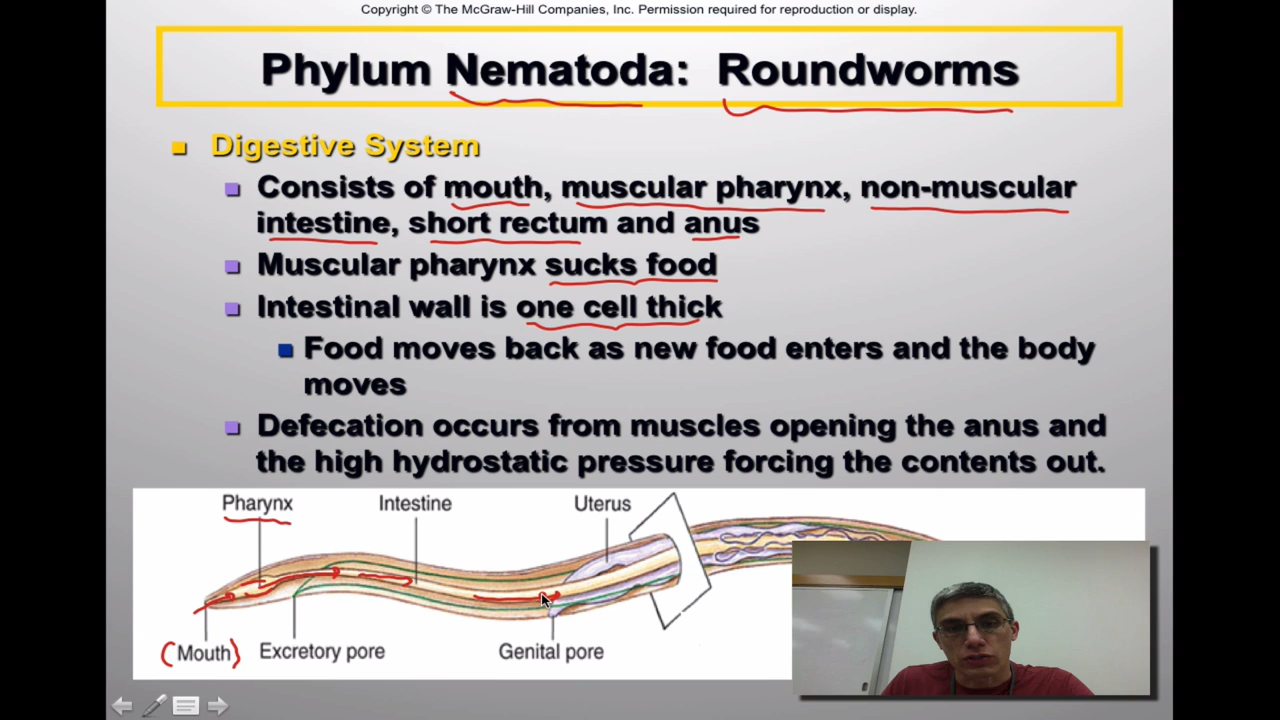 Copyright © The McGraw-Hill Companies, Inc. Permission required for reproduction or display.
Phylum Nematoda: Roundworms
Digestive System
Consists of mouth, muscular pharynx, non-muscular
intestine, short rectum and anus
Muscular pharynx sucks food
Intestinal wall is one cell thick
Food moves back as new food enters and the body
moves
Defecation occurs from muscles opening the anus and
the high hydrostatic pressure forcing the contents out.
Pharynx Intestine Uterus
(Mouth) Excretory pore Genital pore